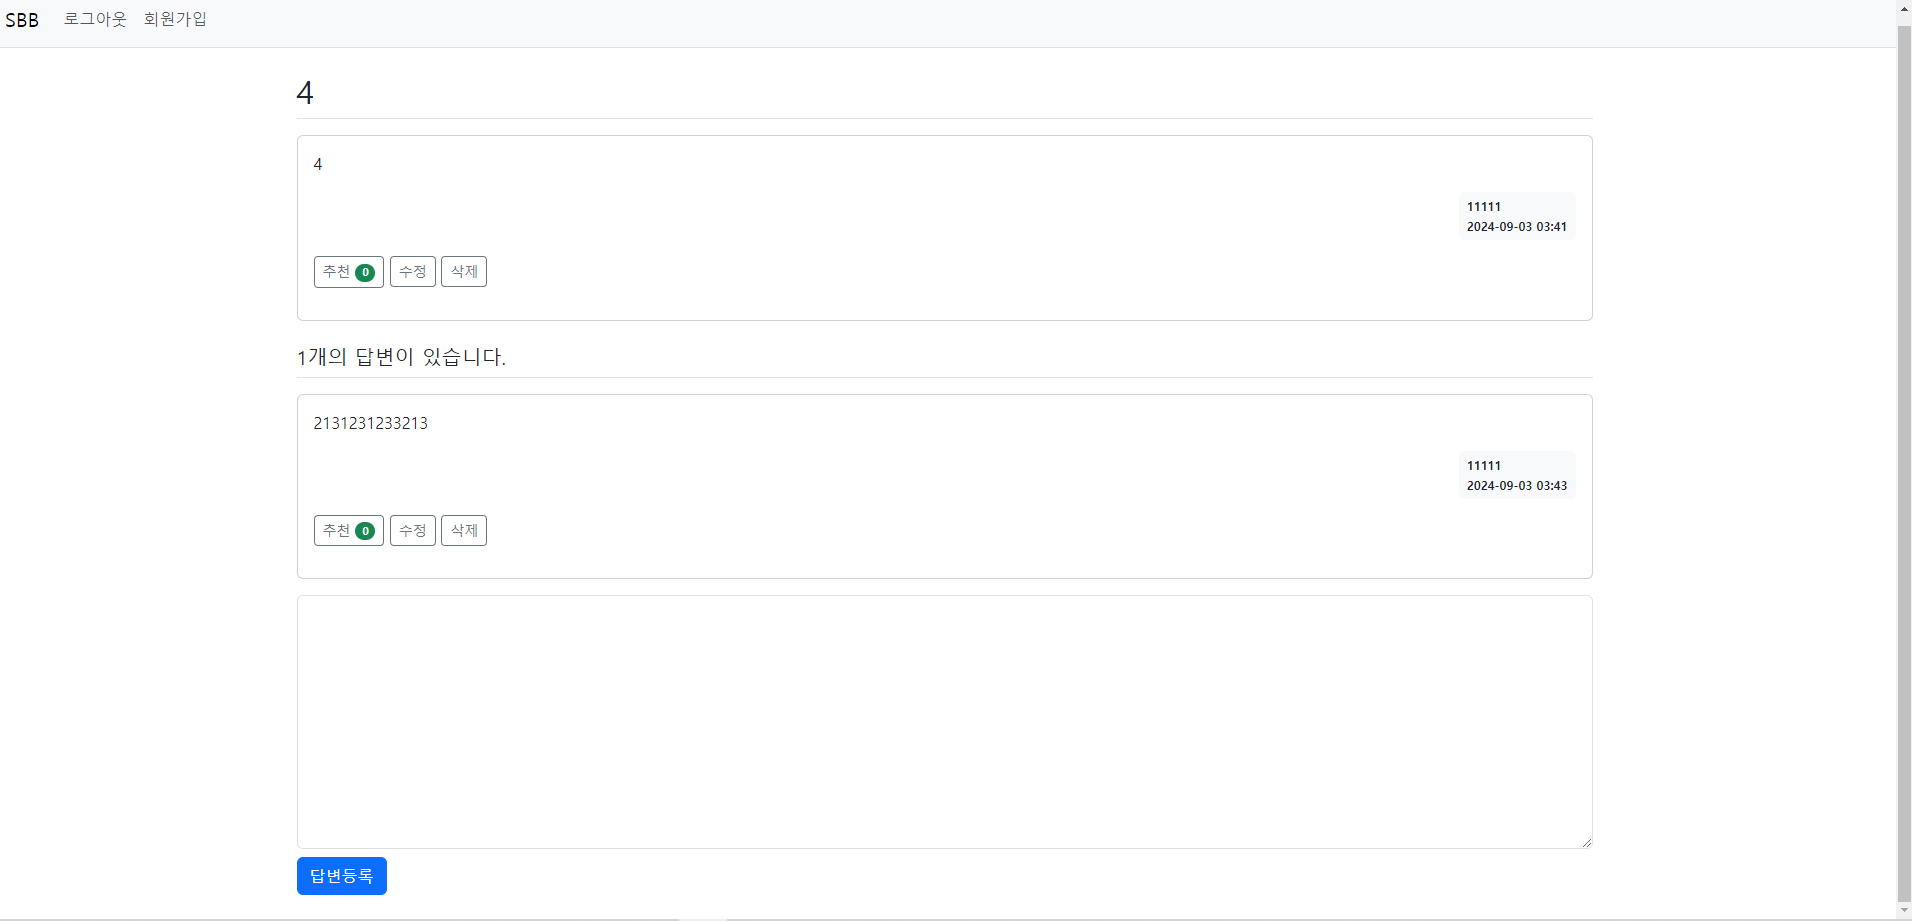 SBB 로그아웃 회원가입
4
4
11111
2024-09-03 03:41
추천 0 수정 삭제
1개의 답변이 있습니다.
2131231233213
11111
2024-09-03 03:43
추천 0 수정 삭제
답변등록